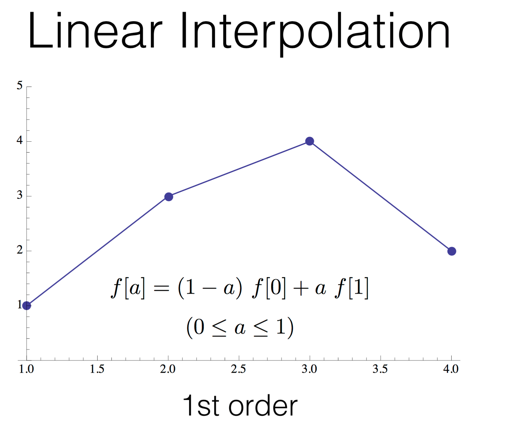 Linear Interpolation
5
4
3
2
1
f[a] = (1 − a) f[0] + a f[1]
(0 ≤ a ≤ 1)
1.0 1.5 2.0 2.5 3.0 3.5 4.0
1st order